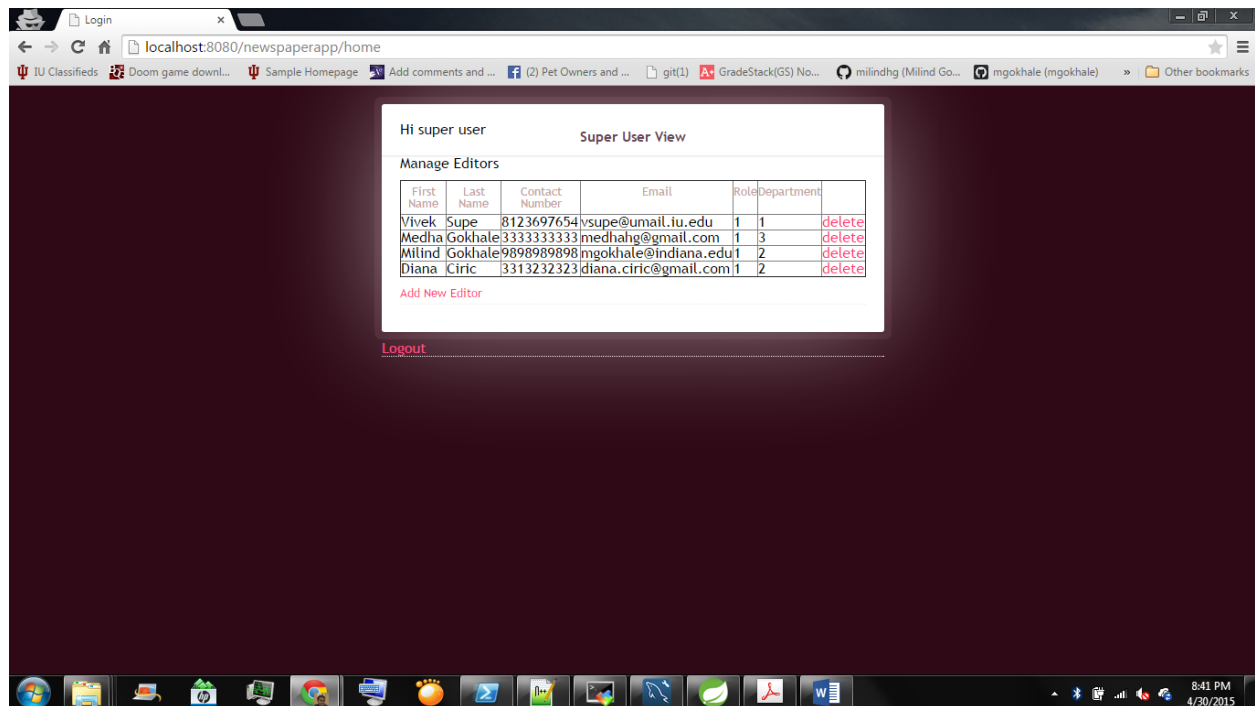 Login
localhost:8080/newspaperapp/home
IU Classifieds Doom game downl... Sample Homepage Add comments and ... (2) Pet Owners and ... git(1) GradeStack(GS) No... milindhg (Milind Go... mgokhale (mgokhale) » Other bookmarks
Hi super user
Super User View
Manage Editors
First Name Last Name Contact Number Email Role Department
Vivek Supe 8123697654 vsupe@umail.iu.edu 1 1 delete
Medha Gokhale 3333333333 medhahg@gmail.com 1 3 delete
Milind Gokhale 9898989898 mgokhale@indiana.edu 1 2 delete
Diana Ciric 3313232323 diana.ciric@gmail.com 1 2 delete
Add New Editor
Logout
8:41 PM
4/30/2015